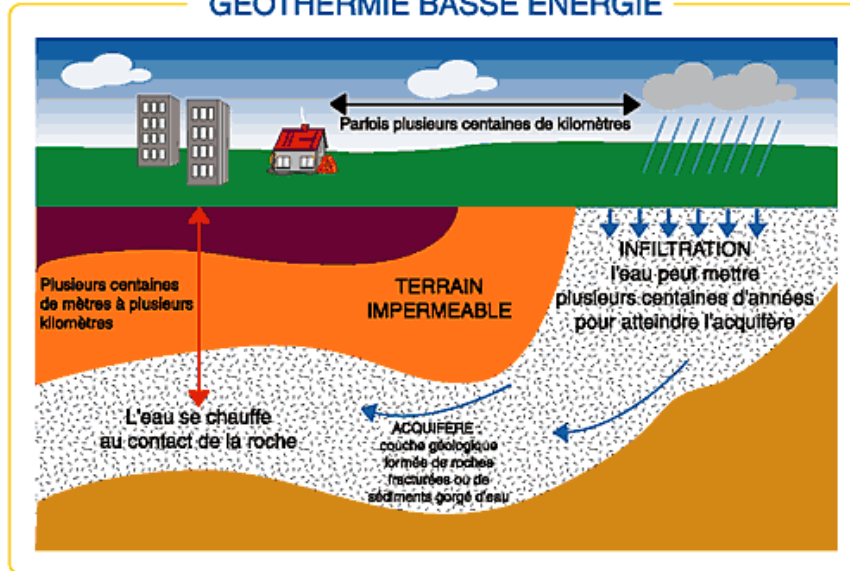 GEOTHERMIE BASSE ENERGIE
Parfois plusieurs centaines de kilomètres
INFILTRATION
l'eau peut mettre
plusieurs centaines d'années
pour atteindre l'acquifère
Plusieurs centaines
de mètres à plusieurs
kilomètres
TERRAIN
IMPERMEABLE
L'eau se chauffe
au contact de la roche
ACQUIFERE :
couche géologique
formée de roches
fracturées ou de
sédiments gorgé d'eau